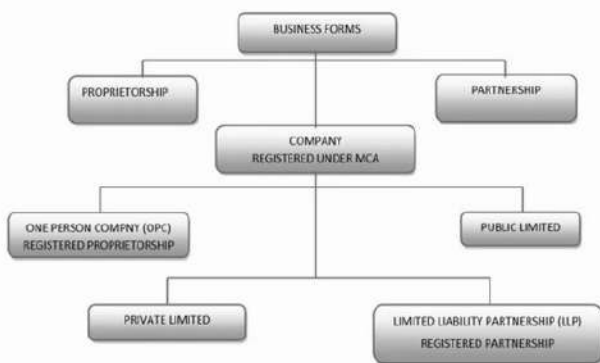 BUSINESS FORMS
PROPRIETORSHIP
PARTNERSHIP
COMPANY
REGISTERED UNDER MCA
ONE PERSON COMPNY (OPC)
REGISTERED PROPRIETORSHIP
PUBLIC LIMITED
PRIVATE LIMITED
LIMITED LIABILITY PARTNERSHIP (LLP)
REGISTERED PARTNERSHIP